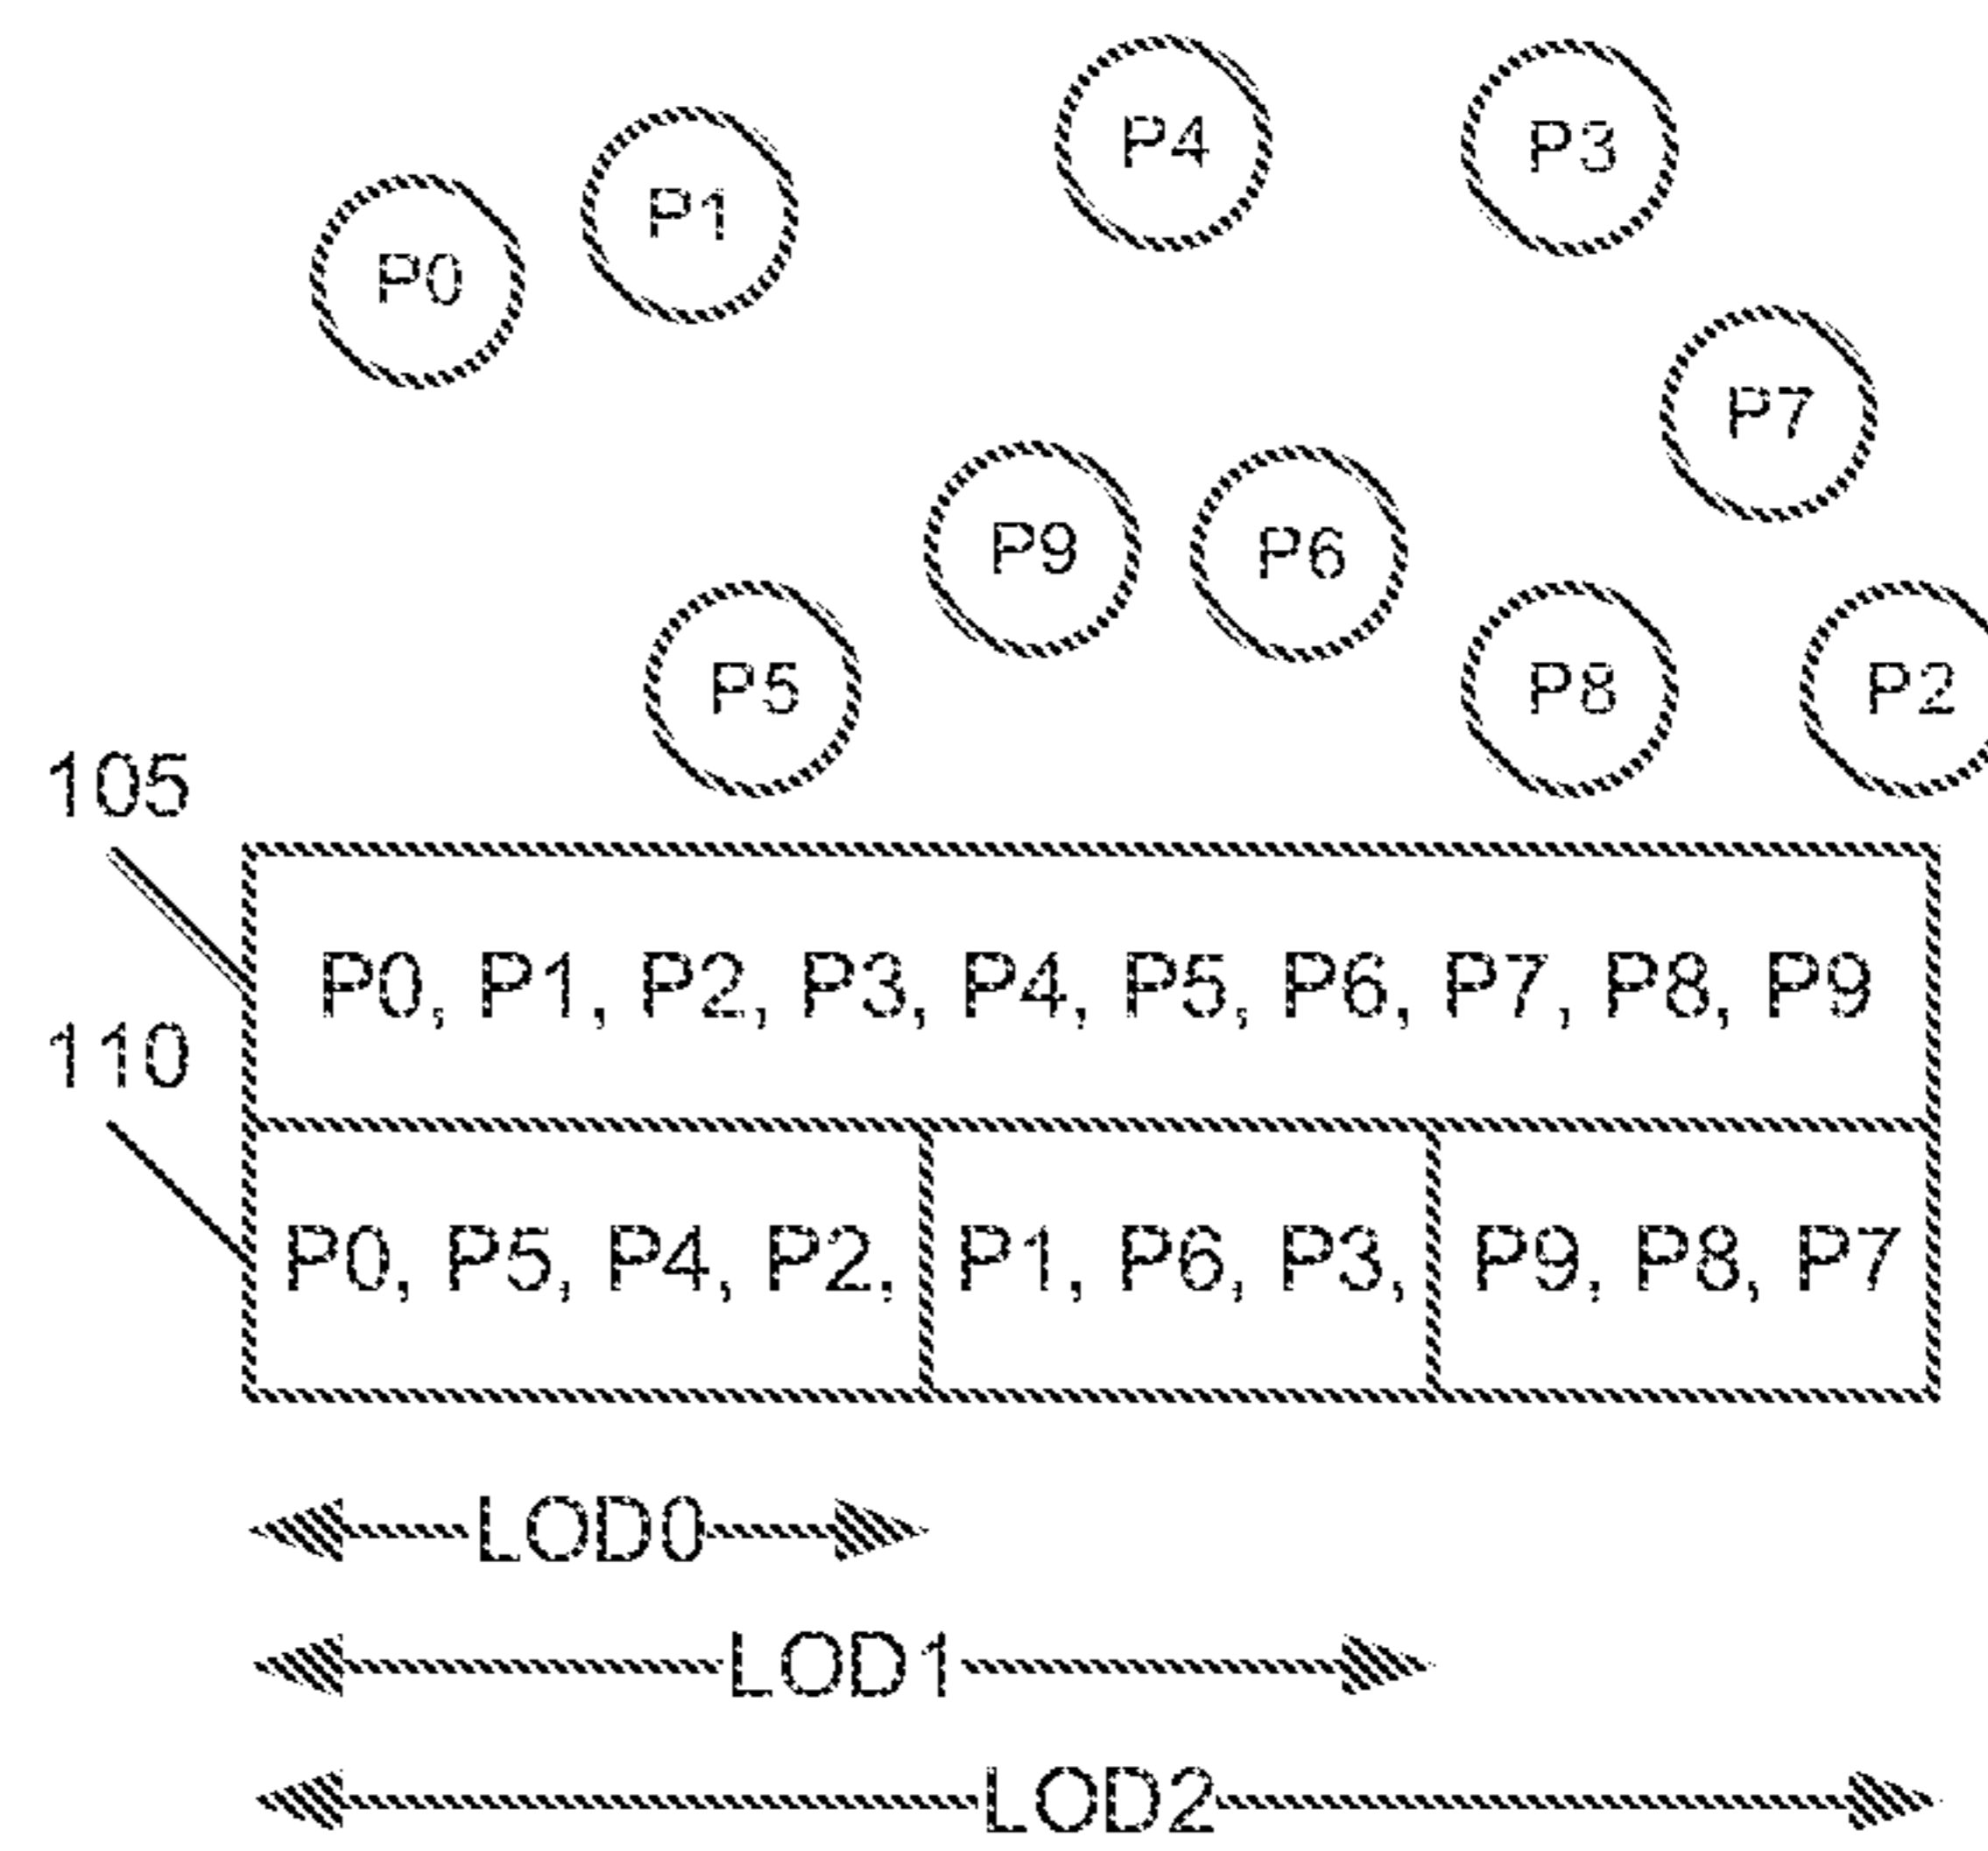 P4 P3
P1
P0
P7
P9 P6
P5 P8 P2
105
P0, P1, P2, P3, P4, P5, P6, P7, P8, P9
110
P0, P5, P4, P2, P1, P6, P3, P9, P8, P7
LOD0
LOD1
LOD2